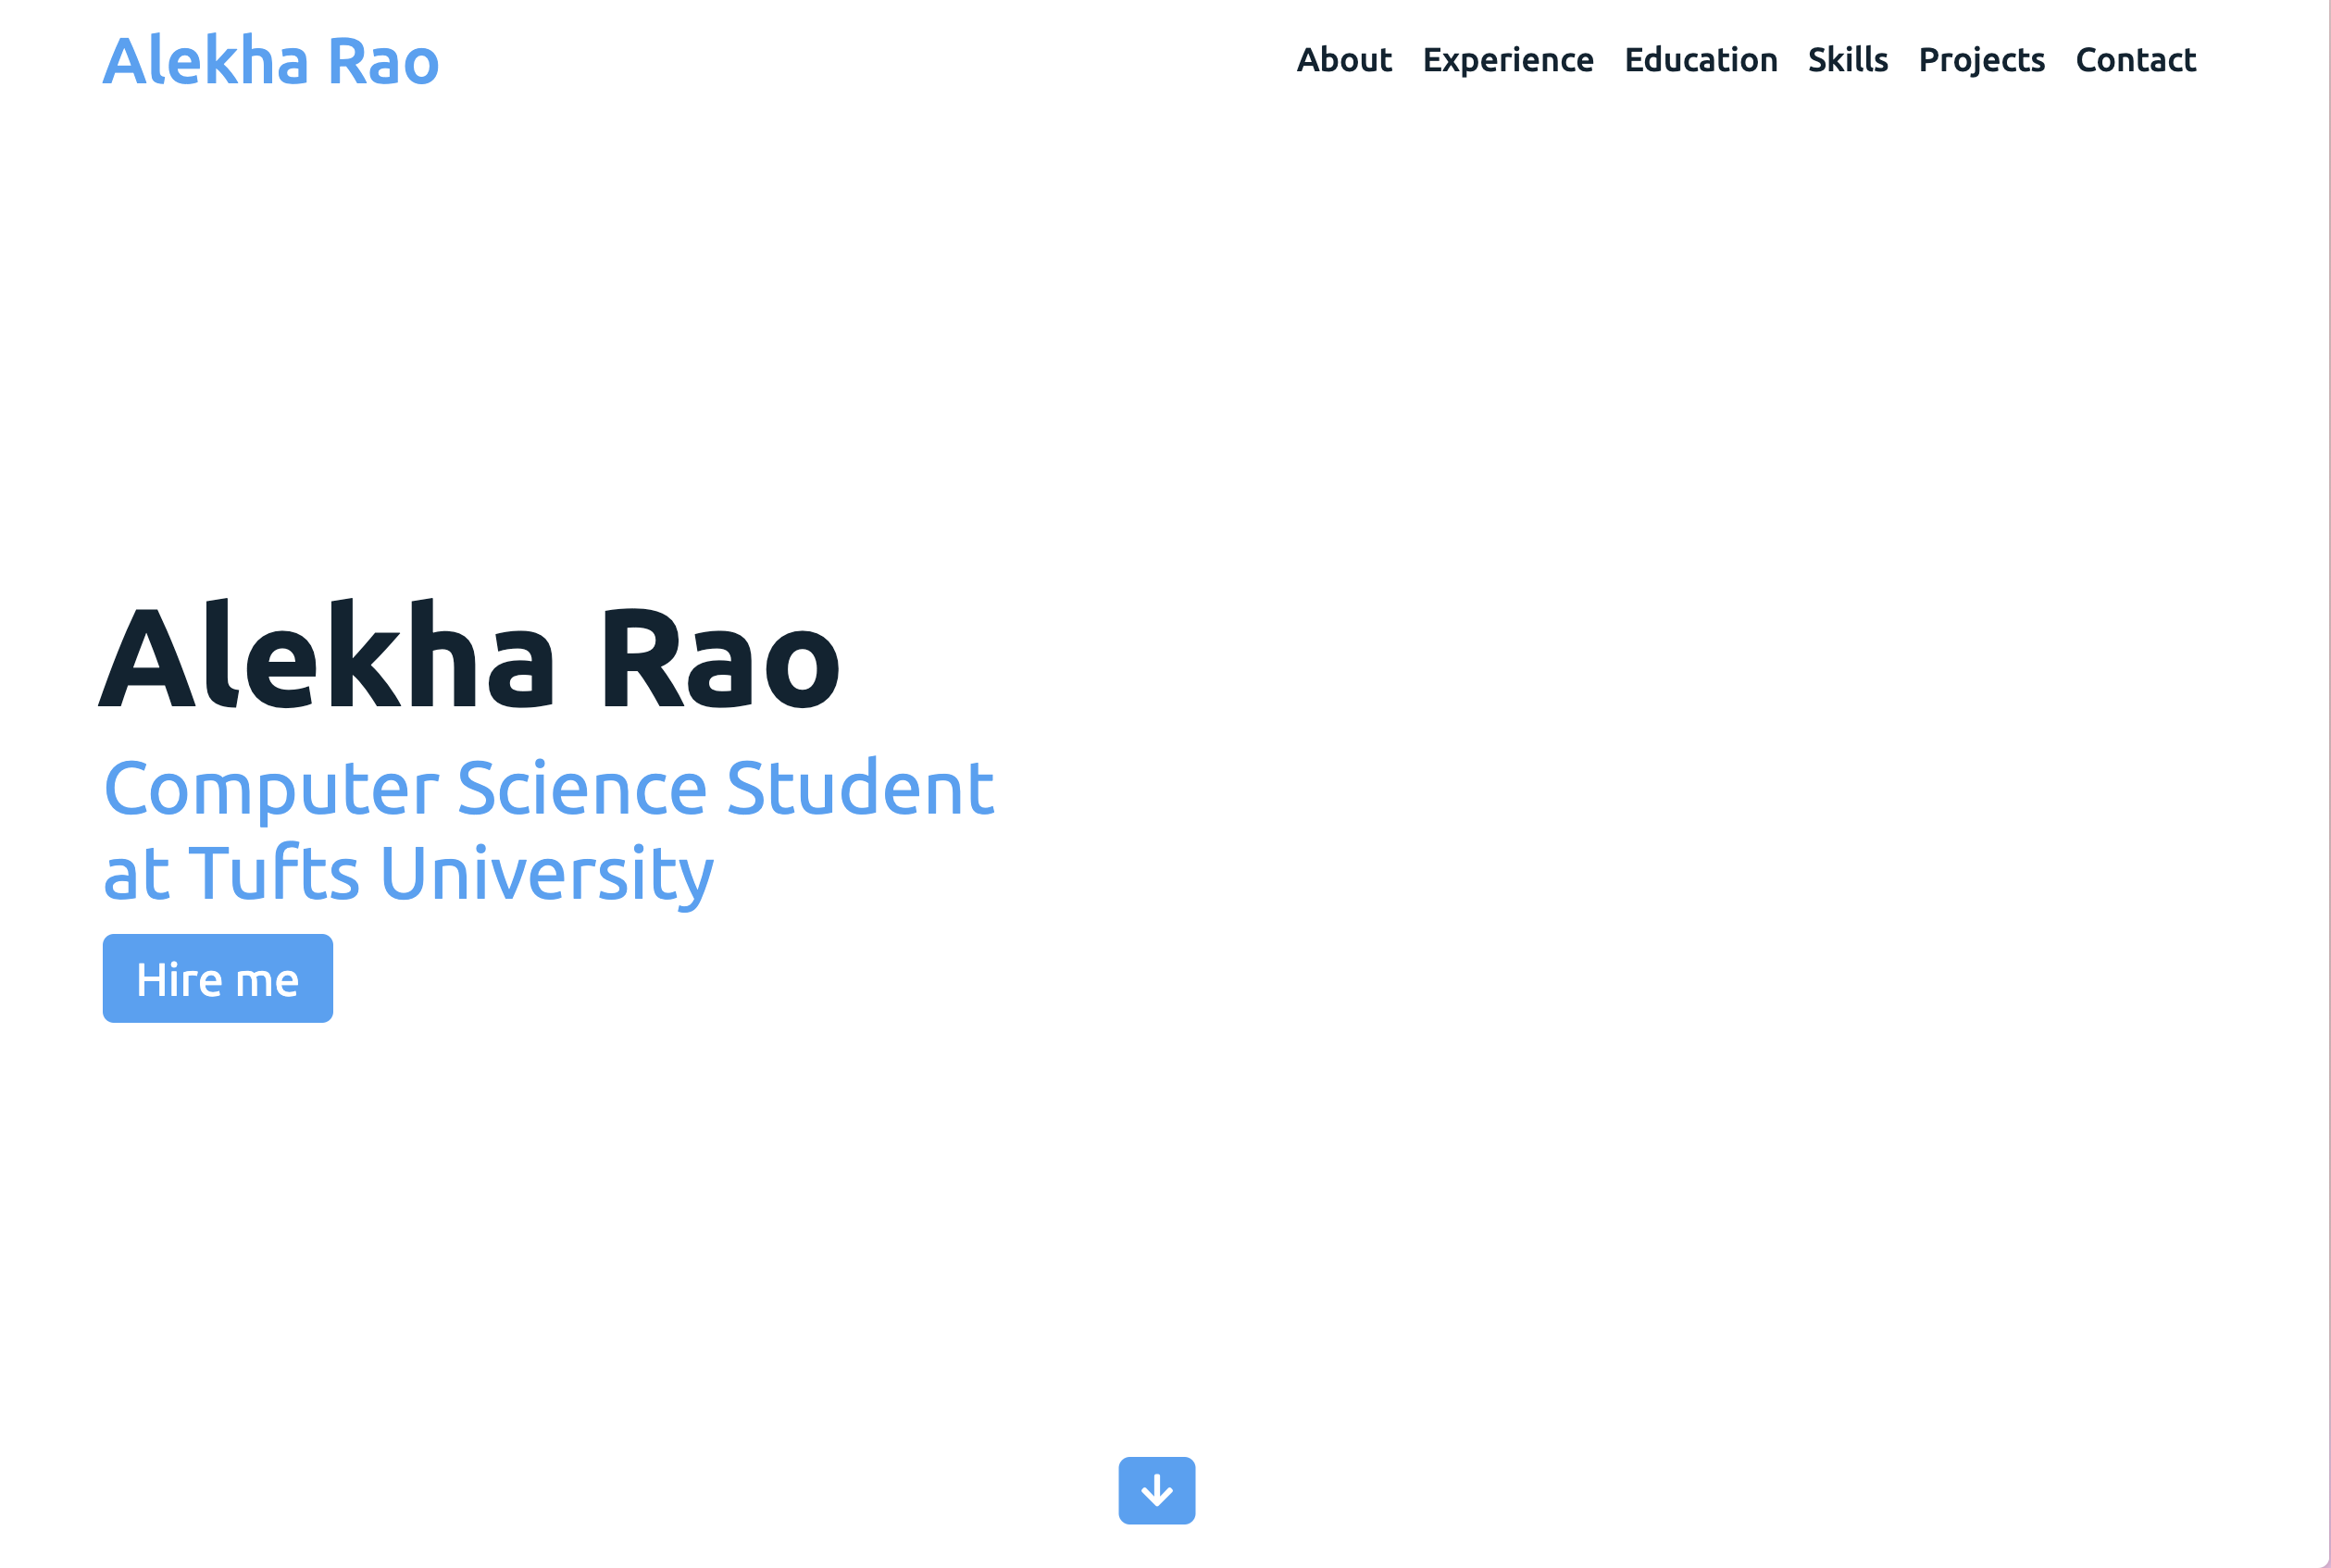 Alekha Rao
About Experience Education Skills Projects Contact
Alekha Rao
Computer Science Student
at Tufts University
Hire me